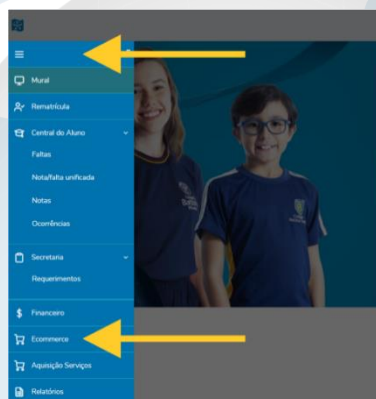 Mural
Rematrícula
Central do Aluno
Faltas
Nota/falta unificada
Notas
Ocorrências
Secretaria
Requerimentos
Financeiro
Ecommerce
Aquisição Serviços
Relatórios